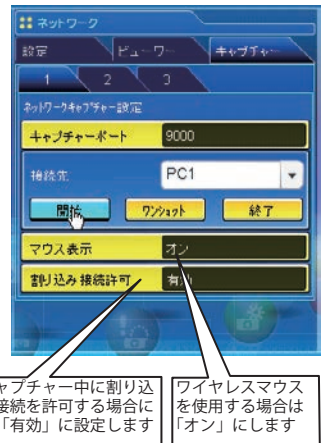 ネットワーク
設定 ビューワー キャプチャー
1 2 3
ネットワークキャプチャー設定
キャプチャーポート 9000
接続先 PC1
開始 ワンショット 終了
マウス表示 オン
割り込み接続許可 有効
ャプチャー中に割り込
接続を許可する場合に
「有効」に設定します
ワイヤレスマウス
を使用する場合は
「オン」にします